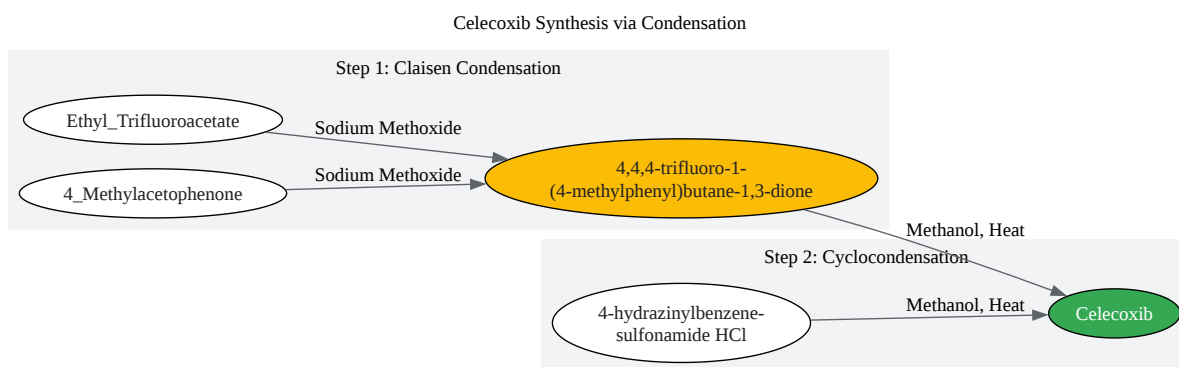 Celecoxib Synthesis via Condensation
Step 1: Claisen Condensation
Ethyl_Trifluoroacetate
Sodium Methoxide
4_Methylacetophenone
Sodium Methoxide
4,4,4-trifluoro-1-
(4-methylphenyl)butane-1,3-dione
Methanol, Heat
Step 2: Cyclocondensation
4-hydrazinylbenzene-
sulfonamide HCl
Methanol, Heat
Celecoxib